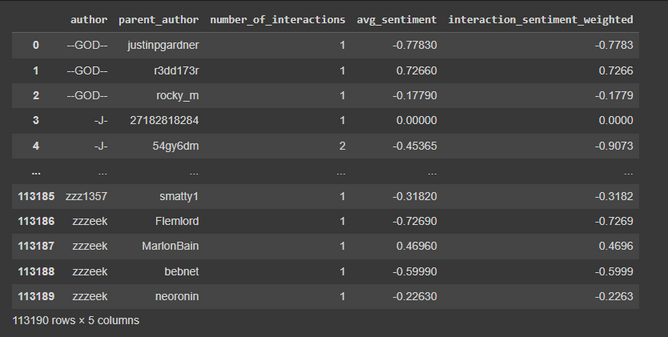 author parent_author number_of_interactions avg_sentiment interaction_sentiment_weighted
0 --GOD-- justinpgardner 1 -0.77830 -0.7783
1 --GOD-- r3dd173r 1 0.72660 0.7266
2 --GOD-- rocky_m 1 -0.17790 -0.1779
3 -J- 27182818284 1 0.00000 0.0000
4 -J- 54gy6dm 2 -0.45365 -0.9073
... ... ... ... ... ...
113185 zzz1357 smatty1 1 -0.31820 -0.3182
113186 zzzeek Flemlord 1 -0.72690 -0.7269
113187 zzzeek MarlonBain 1 0.46960 0.4696
113188 zzzeek bebnet 1 -0.59990 -0.5999
113189 zzzeek neoronin 1 -0.22630 -0.2263
113190 rows × 5 columns